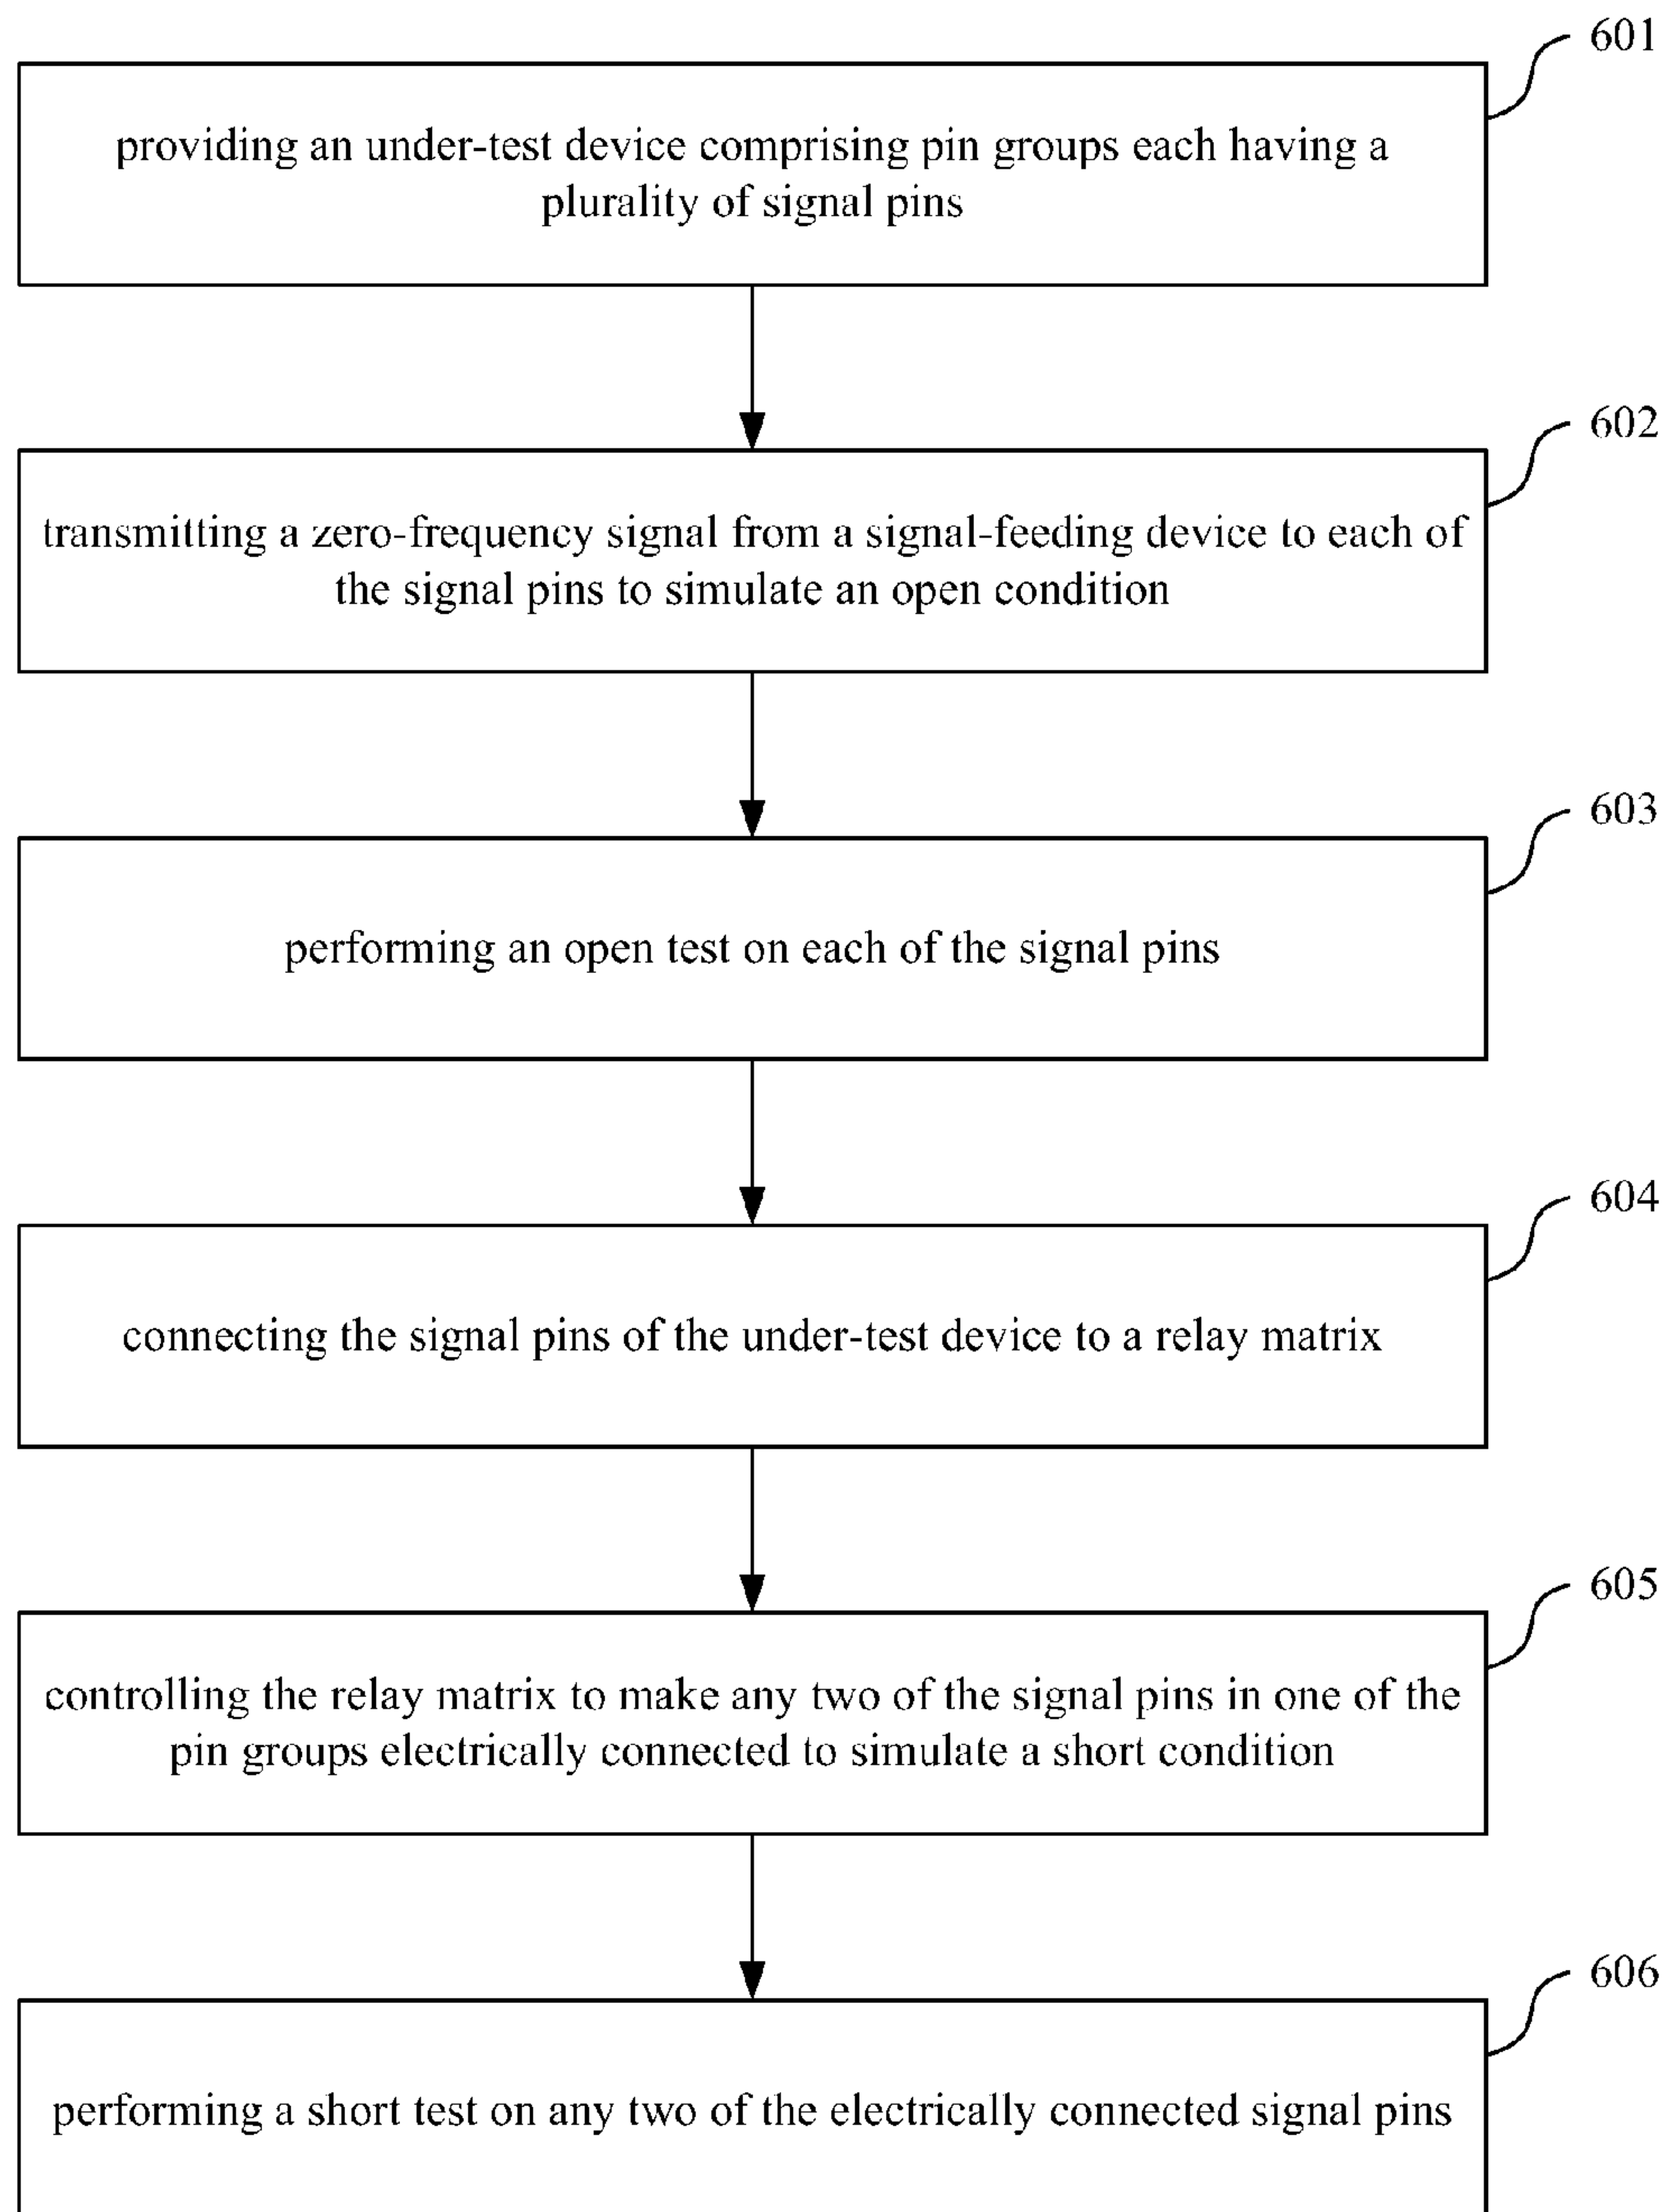 601
providing an under-test device comprising pin groups each having a
plurality of signal pins
602
transmitting a zero-frequency signal from a signal-feeding device to each of
the signal pins to simulate an open condition
603
performing an open test on each of the signal pins
604
connecting the signal pins of the under-test device to a relay matrix
605
controlling the relay matrix to make any two of the signal pins in one of the
pin groups electrically connected to simulate a short condition
606
performing a short test on any two of the electrically connected signal pins